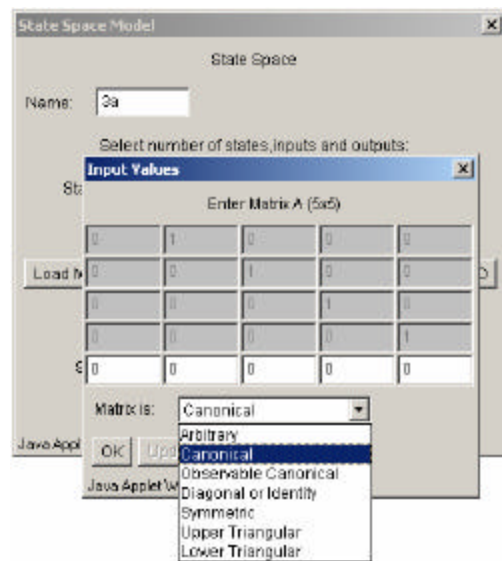 State Space Model
State Space
Name: 3a
Select number of states, inputs and outputs:
Input Values
Enter Matrix A (5x5)
0 1 0 0 0
0 0 1 0 0
0 0 0 1 0
0 0 0 0 1
0 0 0 0 0
Load
Matrix is: Canonical
Arbitrary
Canonical
Observable Canonical
Diagonal or Identity
Symmetric
Upper Triangular
Lower Triangular
OK
Java Applet W
Java Appl